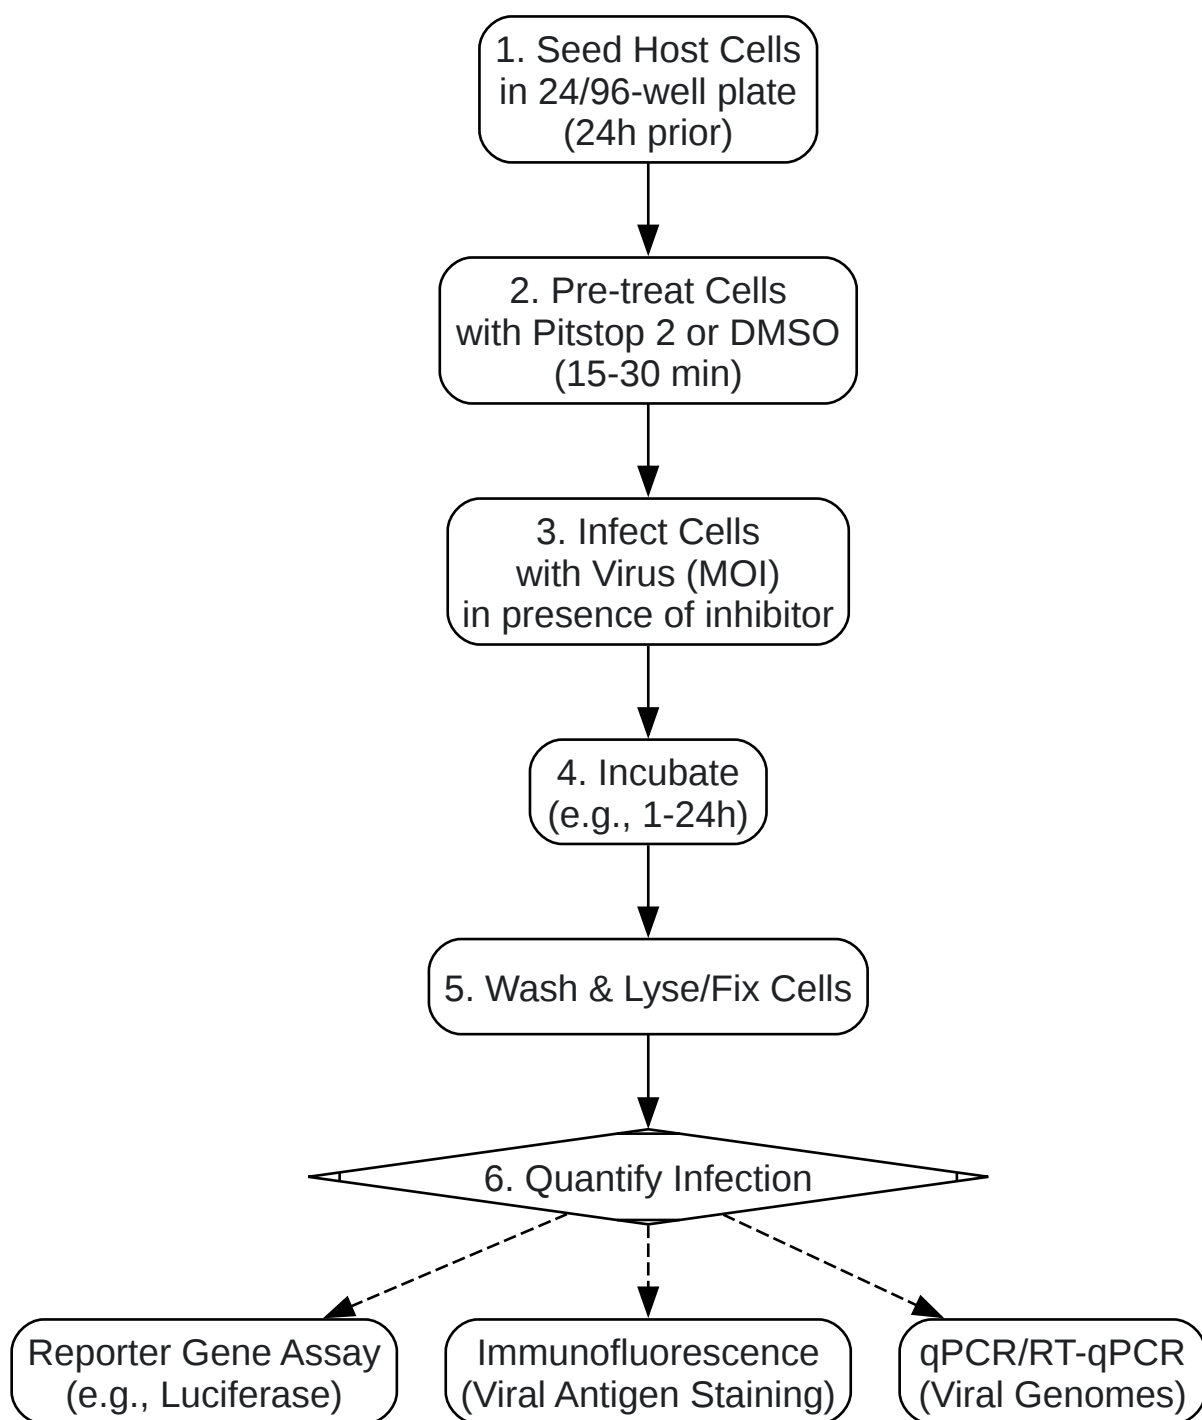 1. Seed Host Cells
in 24/96-well plate
(24h prior)
2. Pre-treat Cells
with Pitstop 2 or DMSO
(15-30 min)
3. Infect Cells
with Virus (MOI)
in presence of inhibitor
4. Incubate
(e.g., 1-24h)
5. Wash & Lyse/Fix Cells
6. Quantify Infection
Reporter Gene Assay
(e.g., Luciferase)
Immunofluorescence
(Viral Antigen Staining)
qPCR/RT-qPCR
(Viral Genomes)